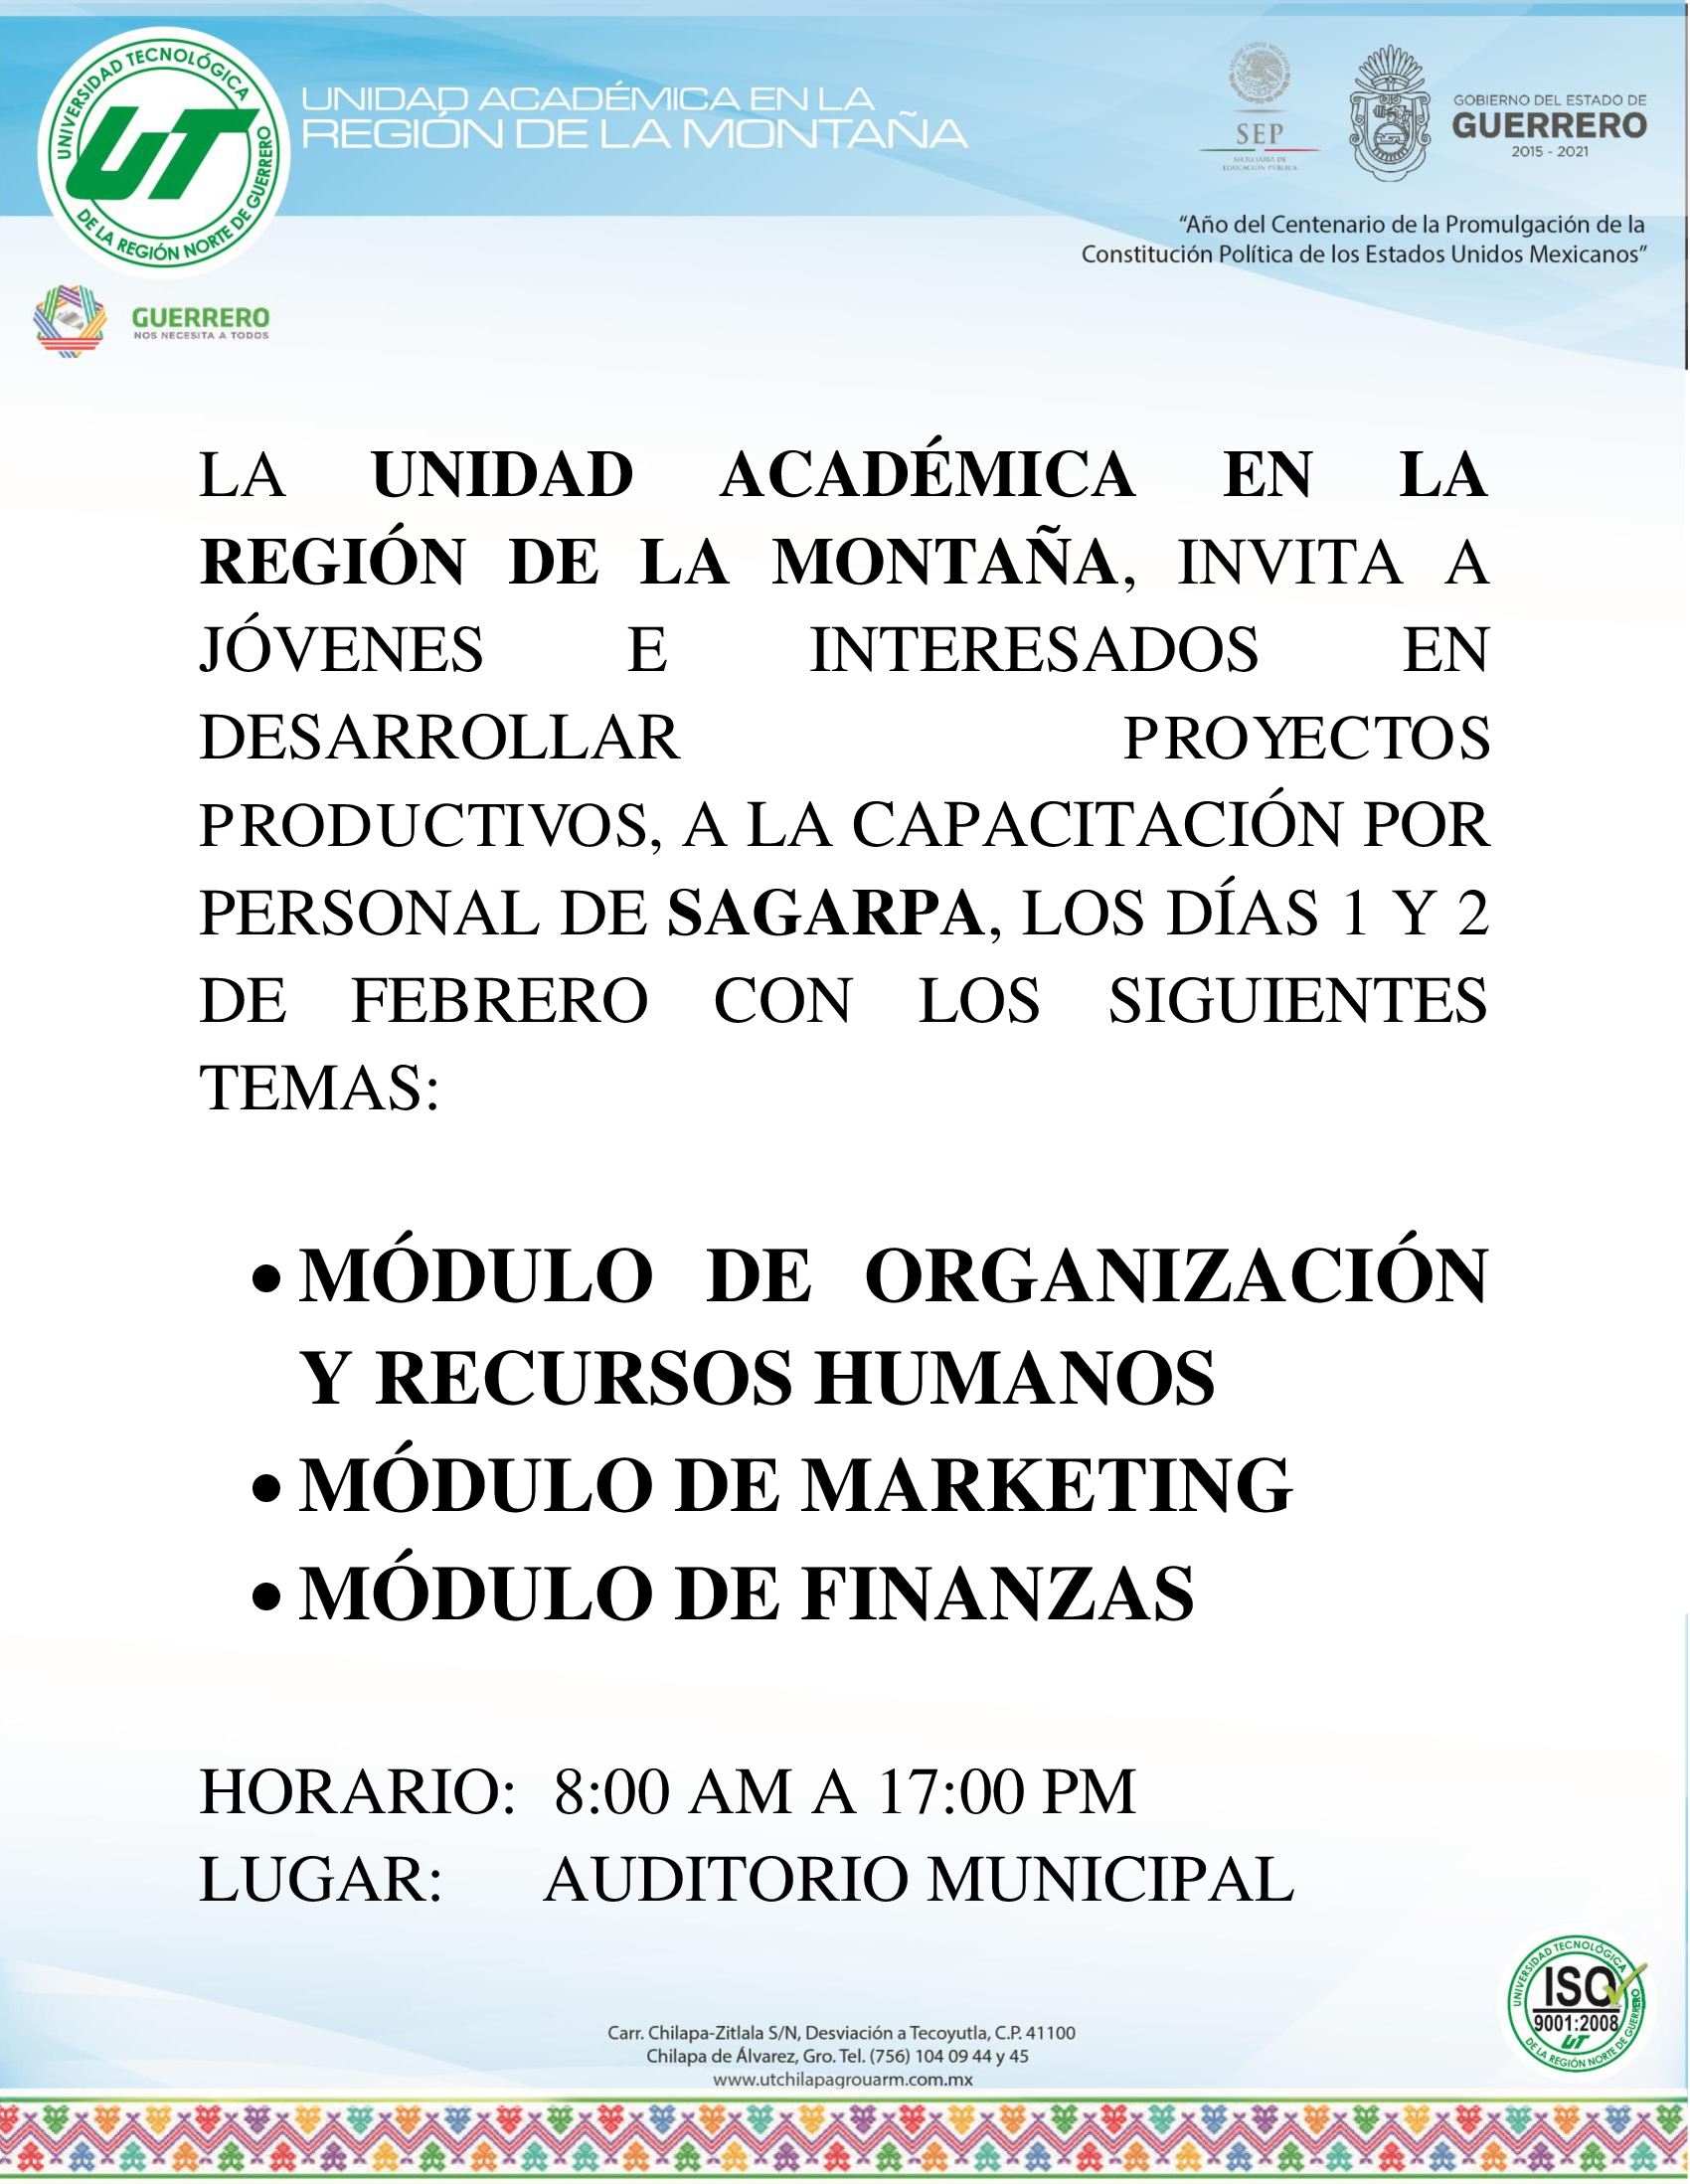 UNIVERSIDAD TECNOLÓGICA
DE LA REGIÓN NORTE DE GUERRERO
UT
UNIDAD ACADÉMICA EN LA
REGIÓN DE LA MONTAÑA
SEP
SECRETARÍA DE
EDUCACIÓN PÚBLICA
GOBIERNO DEL ESTADO DE
GUERRERO
2015 - 2021
“Año del Centenario de la Promulgación de la
Constitución Política de los Estados Unidos Mexicanos”
GUERRERO
NOS NECESITA A TODOS
LA UNIDAD ACADÉMICA EN LA
REGIÓN DE LA MONTAÑA, INVITA A
JÓVENES E INTERESADOS EN
DESARROLLAR PROYECTOS
PRODUCTIVOS, A LA CAPACITACIÓN POR
PERSONAL DE SAGARPA, LOS DÍAS 1 Y 2
DE FEBRERO CON LOS SIGUIENTES
TEMAS:
• MÓDULO DE ORGANIZACIÓN
Y RECURSOS HUMANOS
• MÓDULO DE MARKETING
• MÓDULO DE FINANZAS
HORARIO: 8:00 AM A 17:00 PM
LUGAR: AUDITORIO MUNICIPAL
UNIVERSIDAD TECNOLÓGICA
ISO
9001:2008
UT
DE LA REGIÓN NORTE DE GUERRERO
Carr. Chilapa-Zitlala S/N, Desviación a Tecoyutla, C.P. 41100
Chilapa de Álvarez, Gro. Tel. (756) 104 09 44 y 45
www.utchilapagrouarm.com.mx